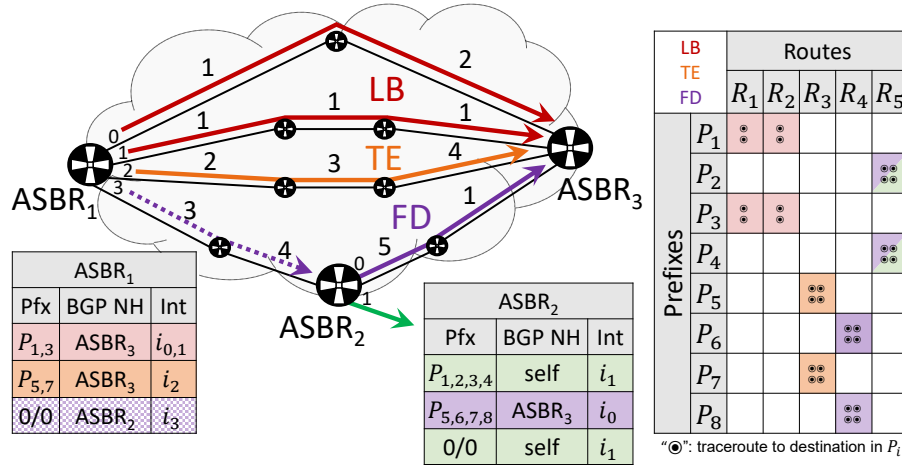 1
2
LB
0
1
1
1
1
2
2
3
TE
4
3
3
FD
1
4
5
0
1
ASBR1
ASBR2
ASBR3
ASBR1
Pfx BGP NH Int
P1,3 ASBR3 i0,1
P5,7 ASBR3 i2
0/0 ASBR2 i3
ASBR2
Pfx BGP NH Int
P1,2,3,4 self i1
P5,6,7,8 ASBR3 i0
0/0 self i1
LB
TE
FD
Routes
R1 R2 R3 R4 R5
Prefixes
P1
P2
P3
P4
P5
P6
P7
P8
“◉”: traceroute to destination in Pi